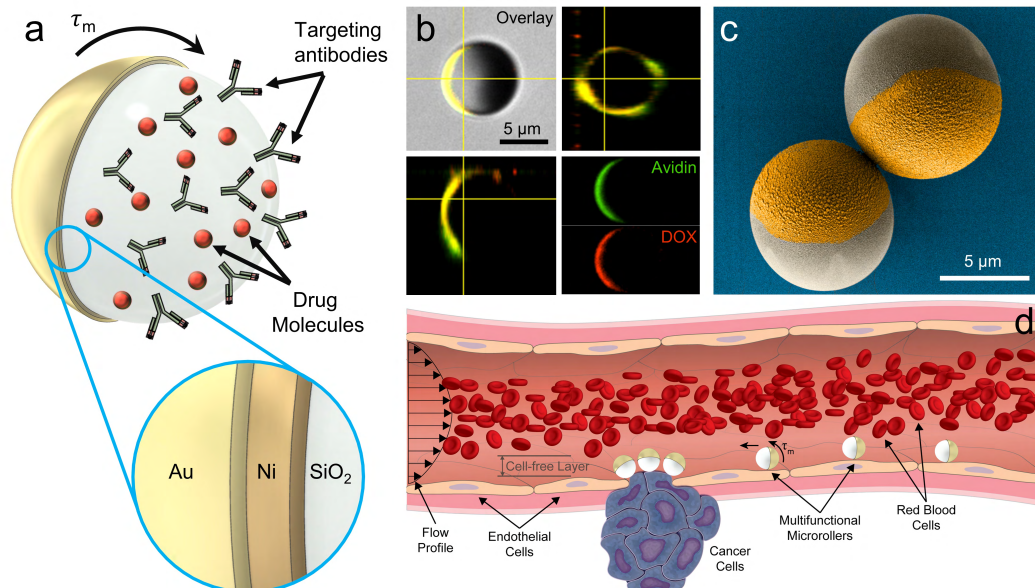 a
τm
Targeting
antibodies
Drug
Molecules
Au
Ni
SiO2
b
Overlay
5 μm
Avidin
DOX
c
5 μm
d
Cell-free Layer
τm
Flow
Profile
Endothelial
Cells
Cancer
Cells
Multifunctional
Microrollers
Red Blood
Cells